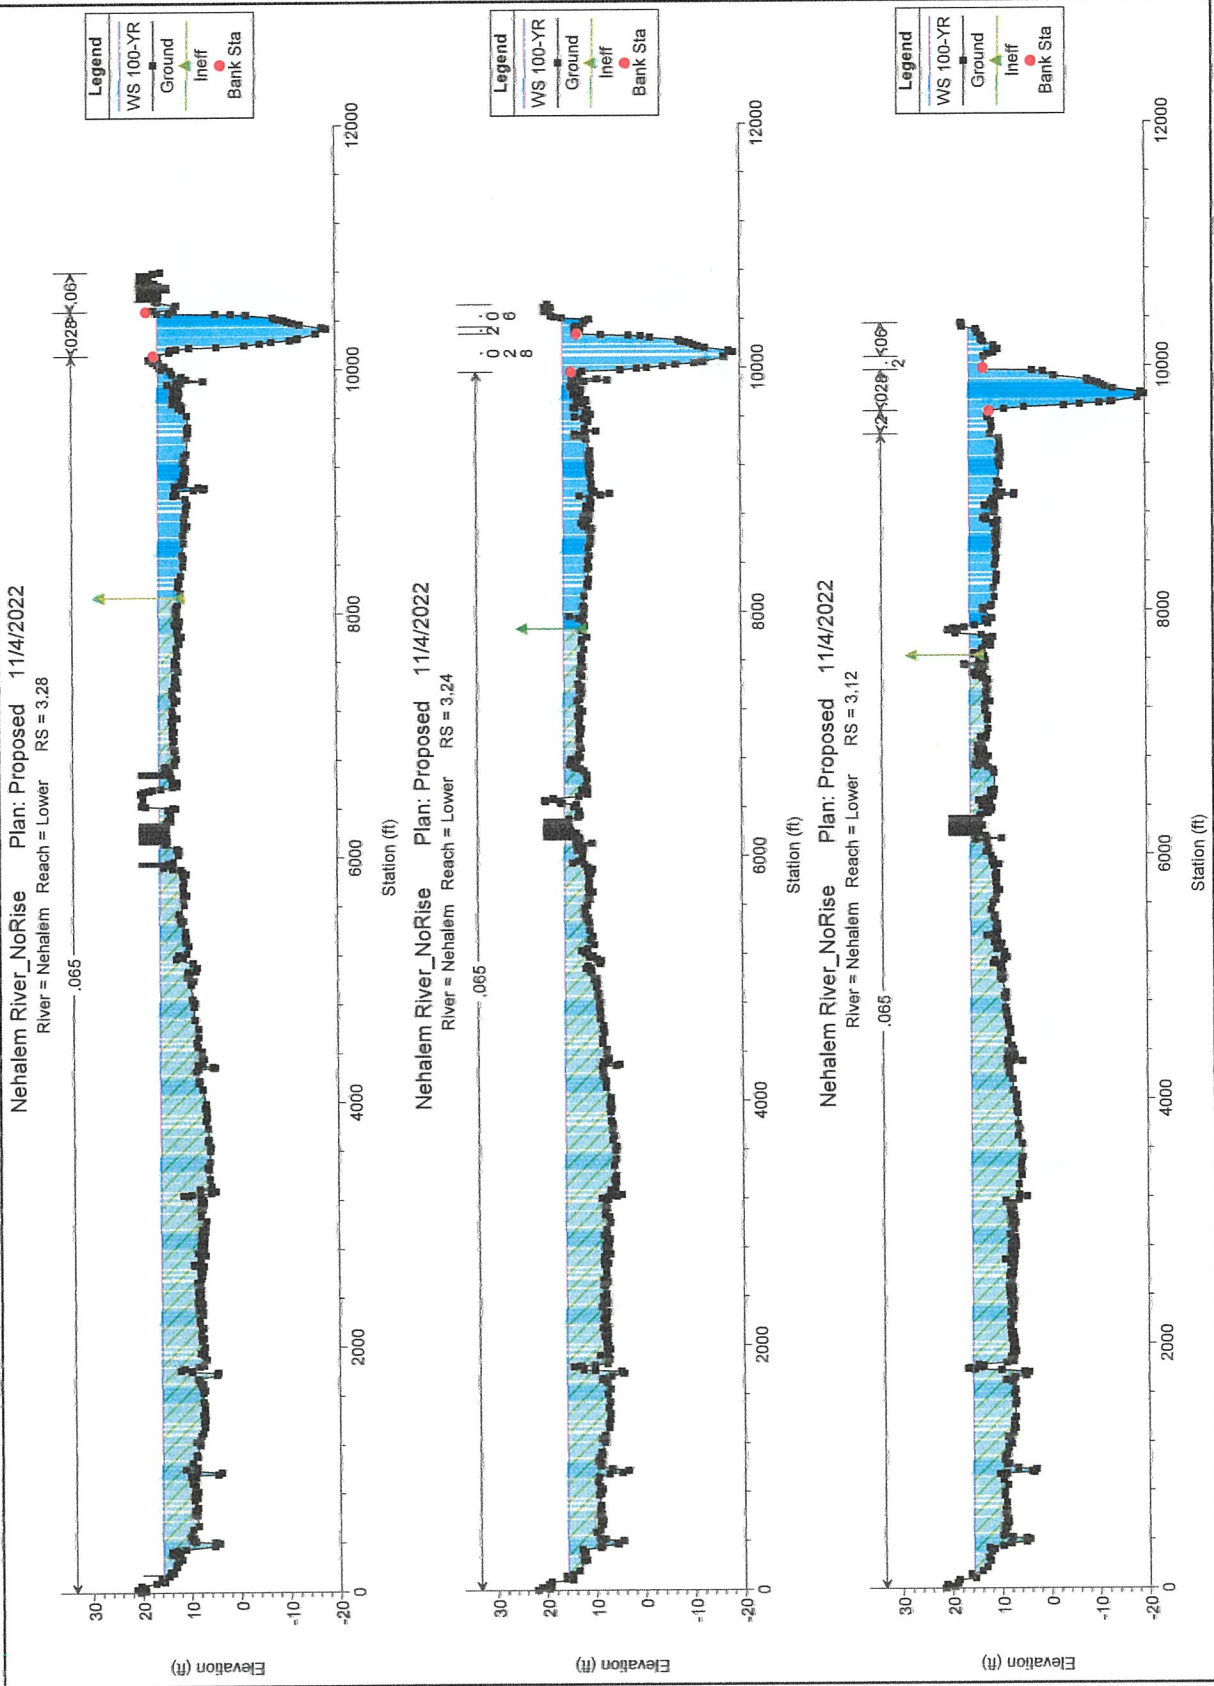 Nehalem River_NoRise Plan: Proposed 11/4/2022
River = Nehalem Reach = Lower RS = 3.28
.065
.028
.06
Legend
WS 100-YR
Ground
Ineff
Bank Sta
Elevation (ft)
30
20
10
0
-10
-20
0
2000
4000
6000
8000
10000
12000
Station (ft)
Nehalem River_NoRise Plan: Proposed 11/4/2022
River = Nehalem Reach = Lower RS = 3.24
.065
.028
.2
.06
Legend
WS 100-YR
Ground
Ineff
Bank Sta
Elevation (ft)
30
20
10
0
-10
-20
0
2000
4000
6000
8000
10000
12000
Station (ft)
Nehalem River_NoRise Plan: Proposed 11/4/2022
River = Nehalem Reach = Lower RS = 3.12
.065
.2
.028
.2
.06
Legend
WS 100-YR
Ground
Ineff
Bank Sta
Elevation (ft)
30
20
10
0
-10
-20
0
2000
4000
6000
8000
10000
12000
Station (ft)